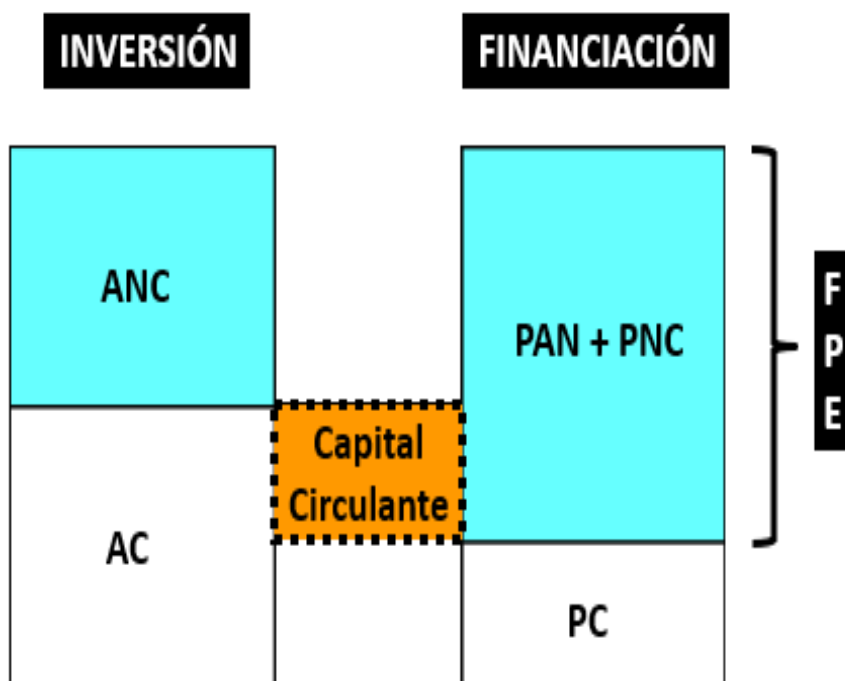 INVERSIÓN
FINANCIACIÓN
ANC
PAN + PNC
F
P
E
Capital
Circulante
AC
PC